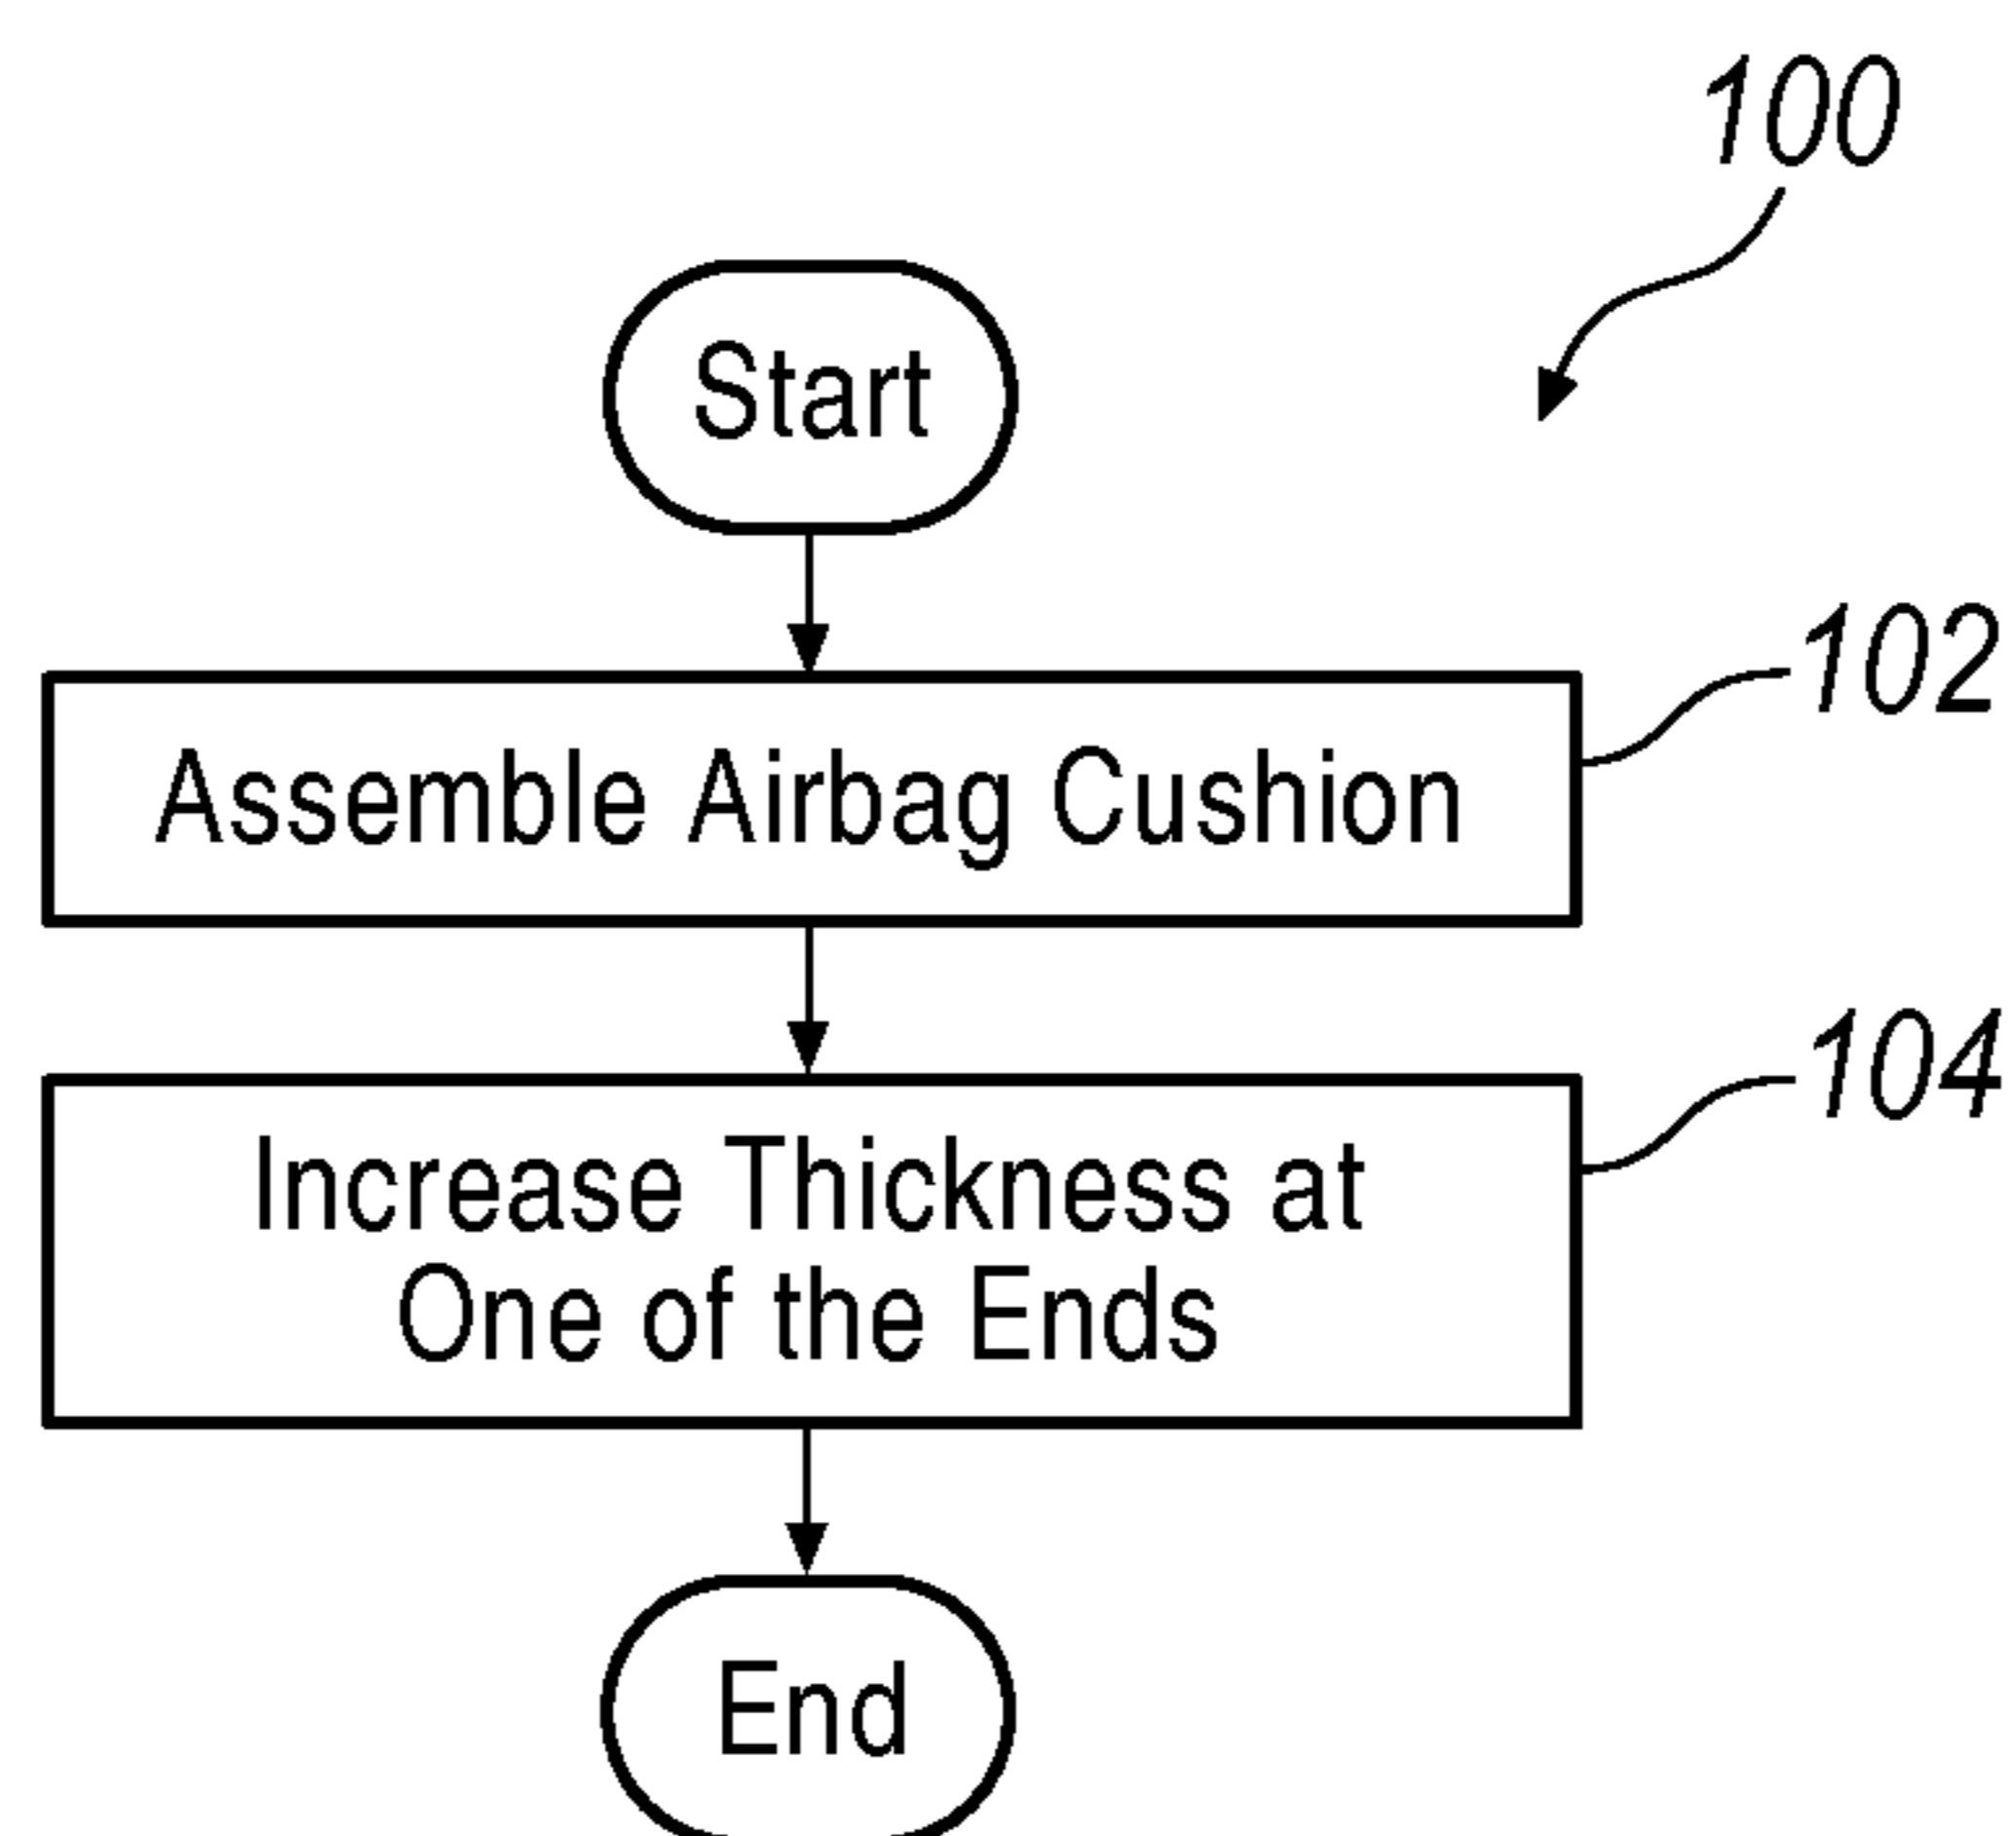 100
Start
102
Assemble Airbag Cushion
104
Increase Thickness at
One of the Ends
End